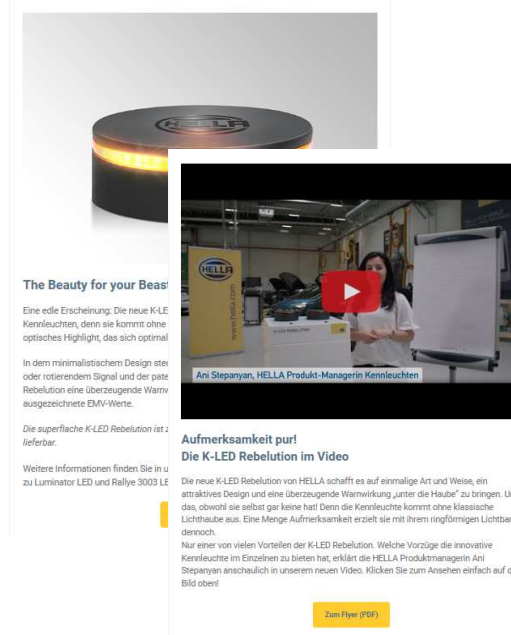 HELLA
The Beauty for your Beast
Eine edle Erscheinung: Die neue K-LE
Kennleuchten, denn sie kommt ohne
optisches Highlight, das sich optimal
In dem minimalistischem Design
oder rotierendem Signal und der
Rebelution eine überzeugende
ausgezeichnete EMV-Werte.
Die superflache K-LED Rebelution ist
lieferbar.
Weitere Informationen finden Sie in u
zu Luminator LED und Rallye 3003 LE
HELLA
www.hella.com
K-LED REBELUTION
Ani Stepanyan, HELLA Produkt-Managerin Kennleuchten
Aufmerksamkeit pur!
Die K-LED Rebelution im Video
Die neue K-LED Rebelution von HELLA schafft es auf einmalige Art und Weise, ein
attraktives Design und eine überzeugende Warnwirkung „unter die Haube" zu bringen. Un
das, obwohl sie selbst gar keine hat! Denn die Kennleuchte kommt ohne klassische
Lichthaube aus. Eine Menge Aufmerksamkeit erzielt sie mit ihrem ringförmigen Lichtban
dennoch.
Nur einer von vielen Vorteilen der K-LED Rebelution. Welche Vorzüge die innovative
Kennleuchte im Einzelnen zu bieten hat, erklärt die HELLA Produktmanagerin Ani
Stepanyan anschaulich in unserem neuen Video. Klicken Sie zum Ansehen einfach auf d
Bild oben!
Zum Flyer (PDF)